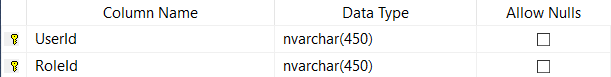 Column Name Data Type Allow Nulls
UserId nvarchar(450)
RoleId nvarchar(450)